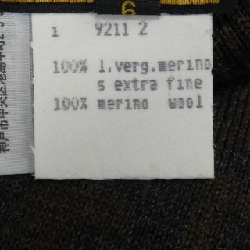 6
1 9211 2
100% l.verg.merino
s extra fine
100% merino wool